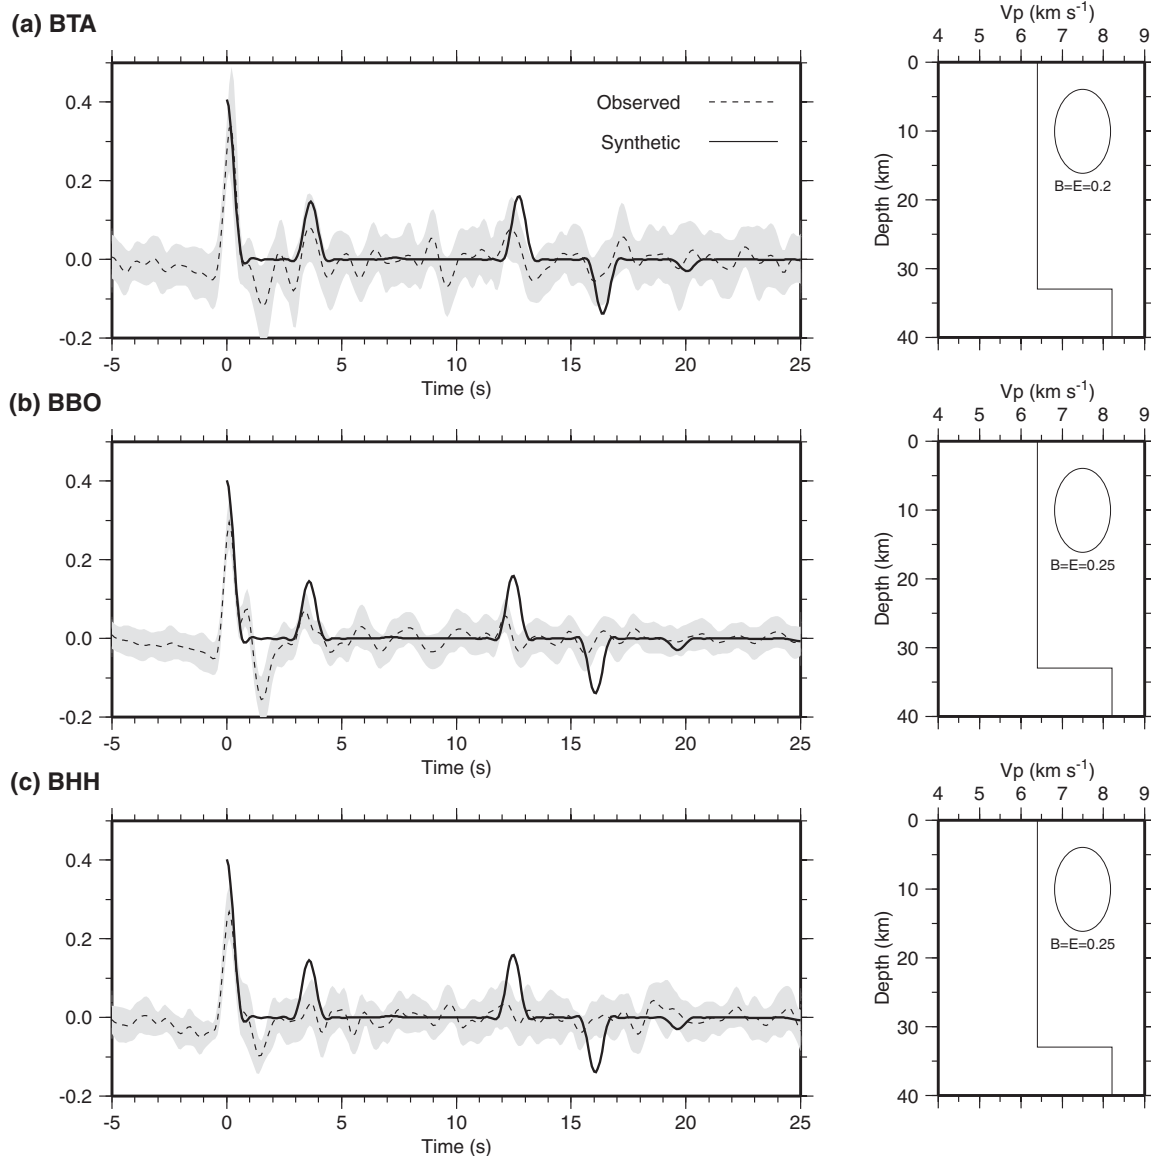 (a) BTA
Vp (km s-1)
4 5 6 7 8 9
0.4
0.2
0.0
-0.2
Observed
Synthetic
-5 0 5 10 15 20 25
Time (s)
0
10
20
30
40
Depth (km)
B=E=0.2
(b) BBO
Vp (km s-1)
4 5 6 7 8 9
0.4
0.2
0.0
-0.2
-5 0 5 10 15 20 25
Time (s)
0
10
20
30
40
Depth (km)
B=E=0.25
(c) BHH
Vp (km s-1)
4 5 6 7 8 9
0.4
0.2
0.0
-0.2
-5 0 5 10 15 20 25
Time (s)
0
10
20
30
40
Depth (km)
B=E=0.25